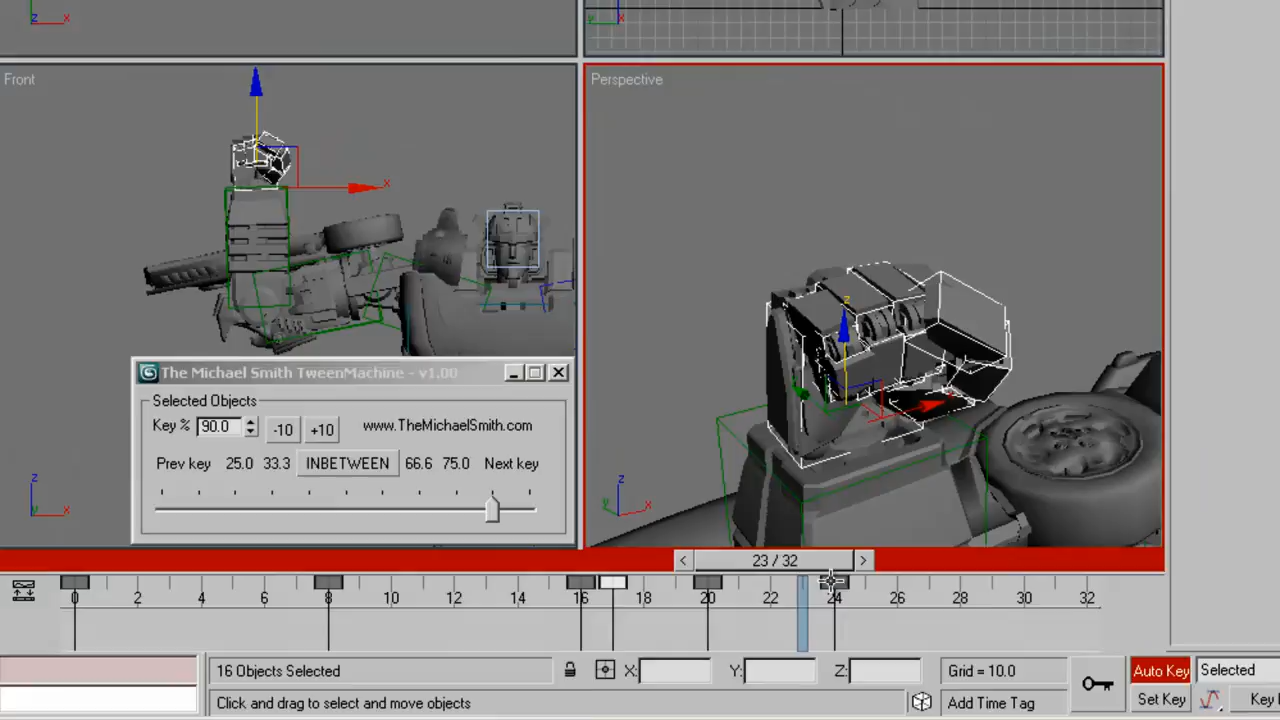 z x
y x
Front
Perspective
x
z
x
The Michael Smith TweenMachine - v1.00
Selected Objects
Key % 90.0 -10 +10 www.TheMichaelSmith.com
Prev key 25.0 33.3 INBETWEEN 66.6 75.0 Next key
z
y x
z
y x
< 23 / 32 >
0 2 4 6 8 10 12 14 16 18 20 22 24 26 28 30 32
16 Objects Selected X: Y: Z: Grid = 10.0 Auto Key Selected
Click and drag to select and move objects Add Time Tag Set Key Key